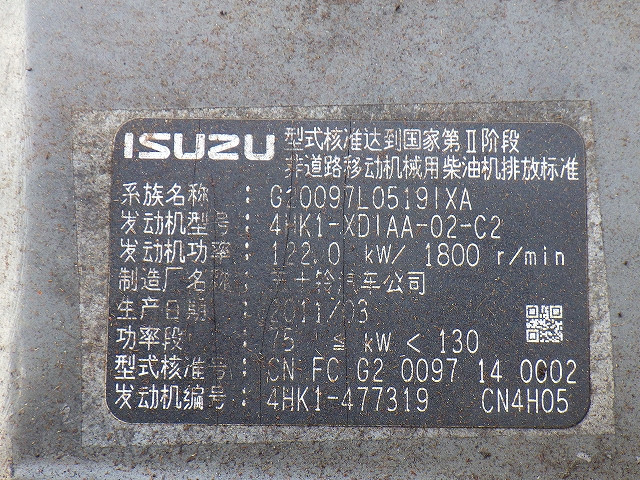 ISUZU 型式核准达到国家第Ⅱ阶段
非道路移动机械用柴油机排放标准
系族名称 : G20097L0519IXA
发动机型号: 4HK1-XDIAA-02-C2
发动机功率: 122.0 kW/ 1800 r/min
制造厂名称: 五十铃汽车公司
生产日期 : 2011/03
功率段 : 75 ≤ kW < 130
型式核准号: CN FC G2 0097 14 0002
发动机编号: 4HK1-477319 CN4H05